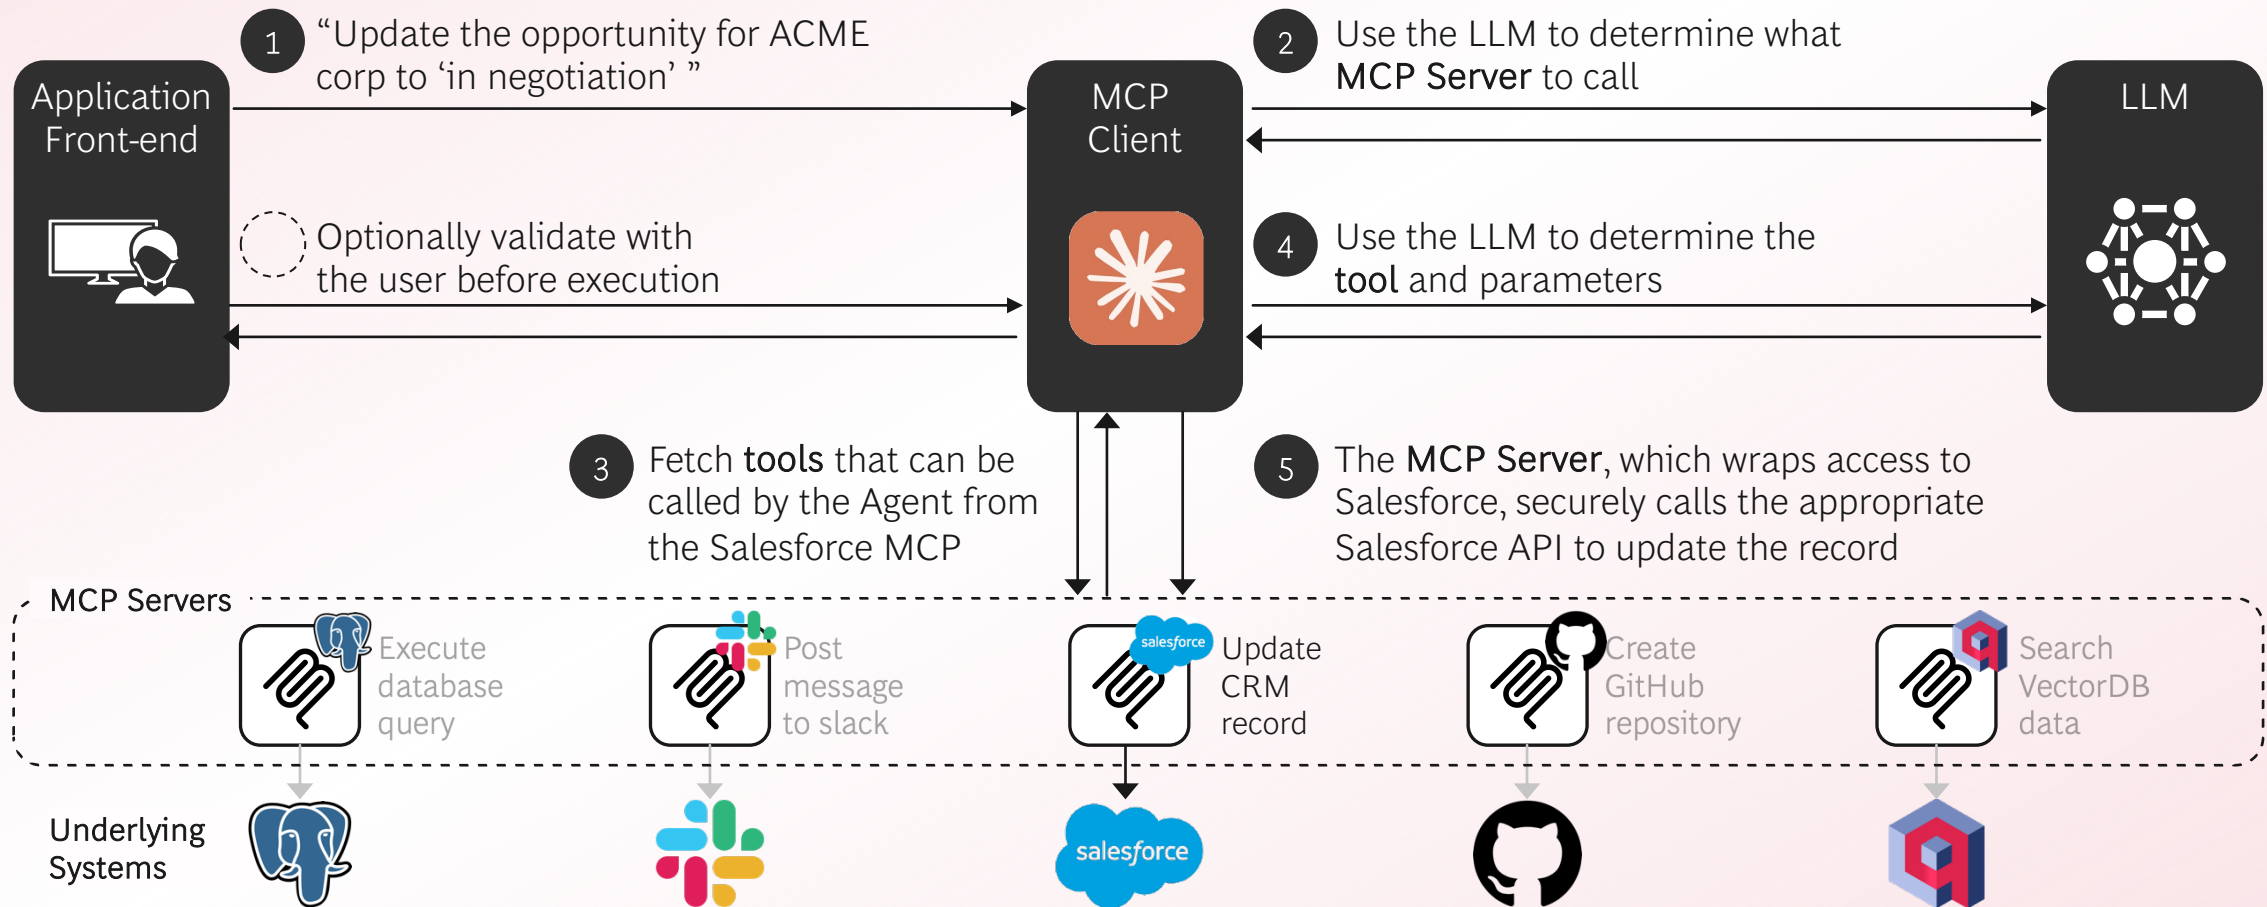 1
“Update the opportunity for ACME
corp to ‘in negotiation’ ”
2
Use the LLM to determine what
MCP Server to call
Application
Front-end
MCP
Client
LLM
Optionally validate with
the user before execution
4
Use the LLM to determine the
tool and parameters
3
Fetch tools that can be
called by the Agent from
the Salesforce MCP
5
The MCP Server, which wraps access to
Salesforce, securely calls the appropriate
Salesforce API to update the record
MCP Servers
Execute
database
query
Post
message
to slack
salesforce
Update
CRM
record
Create
GitHub
repository
Search
VectorDB
data
Underlying
Systems
salesforce